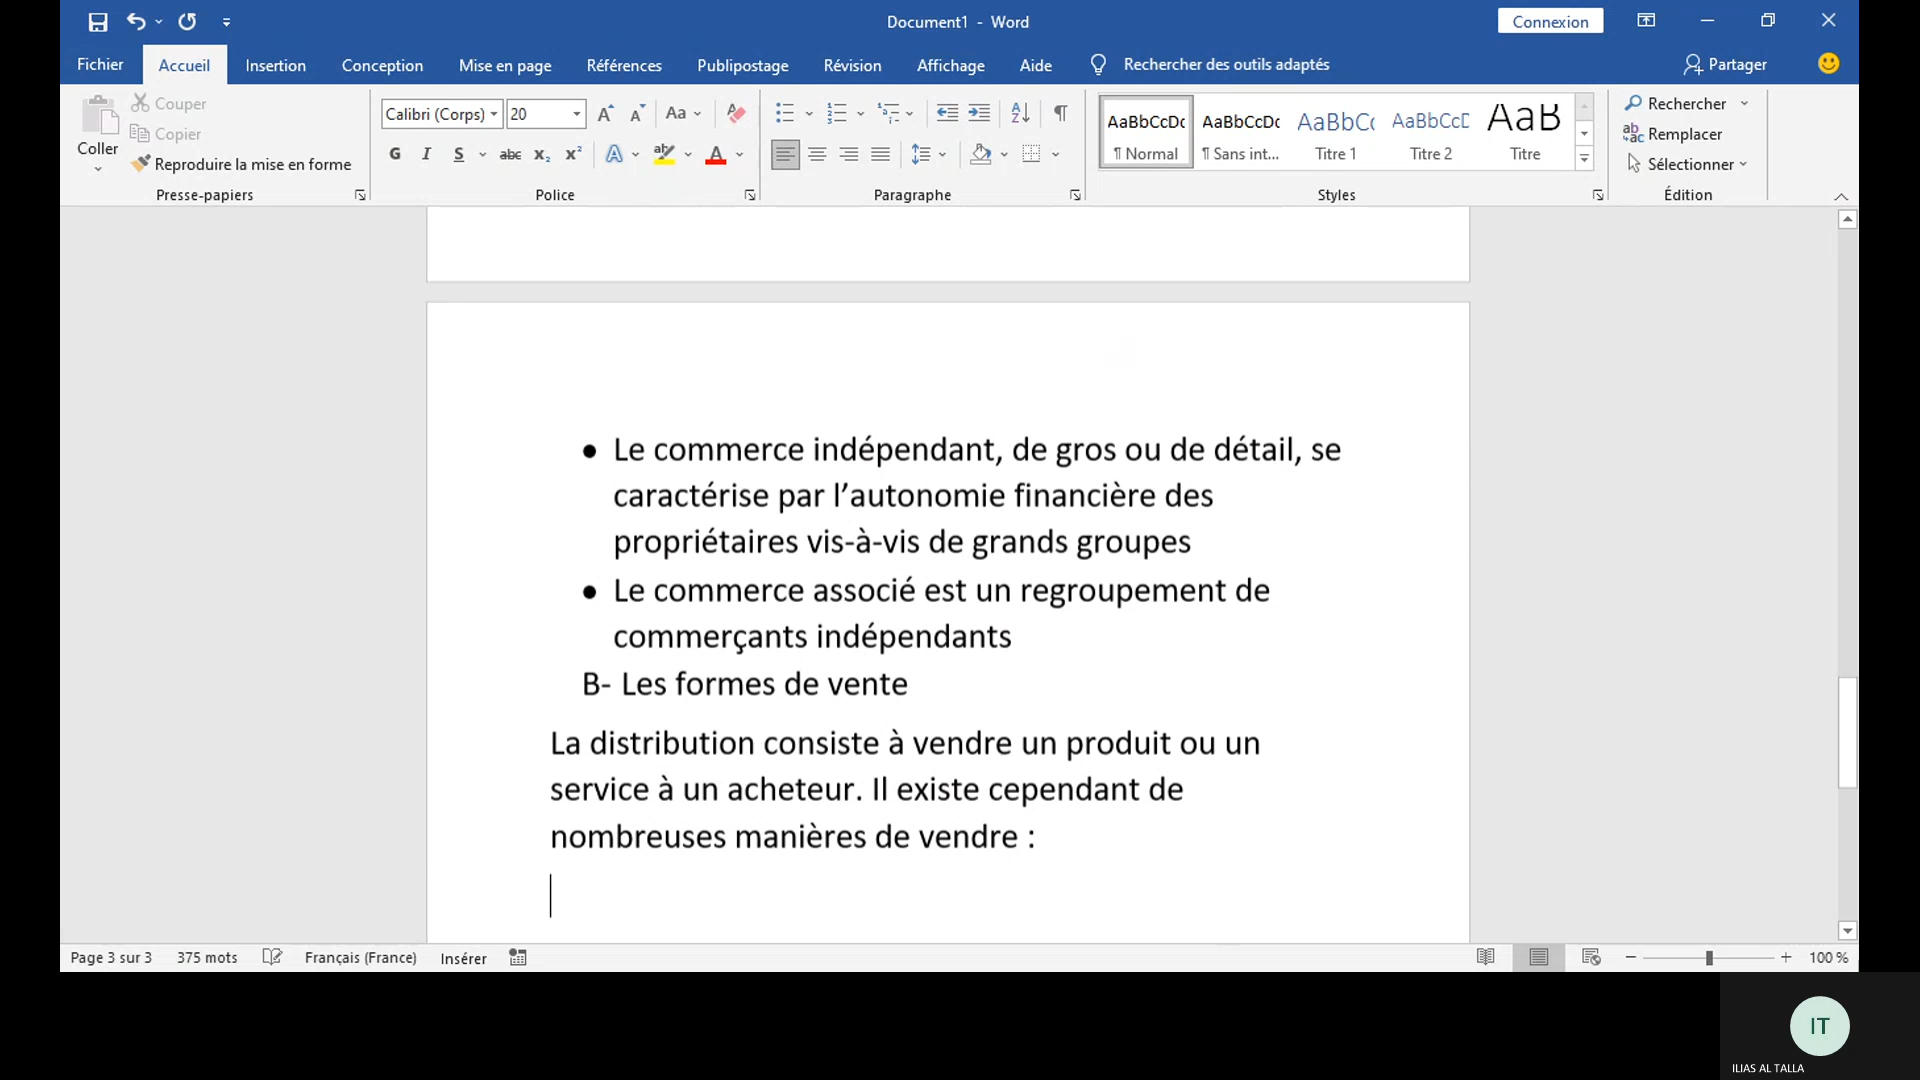 Document1 - Word
Connexion
Fichier
Accueil
Insertion
Conception
Mise en page
Références
Publipostage
Révision
Affichage
Aide
Rechercher des outils adaptés
Partager
Coller
Couper
Copier
Reproduire la mise en forme
Presse-papiers
Calibri (Corps)
20
Aa
G I S abc x₂ x² A A
Police
Paragraphe
AaBbCcDc
¶ Normal
AaBbCcDc
¶ Sans int...
AaBbCc
Titre 1
AaBbCcD
Titre 2
AaB
Titre
Styles
Rechercher
Remplacer
Sélectionner
Édition
• Le commerce indépendant, de gros ou de détail, se
caractérise par l’autonomie financière des
propriétaires vis-à-vis de grands groupes
• Le commerce associé est un regroupement de
commerçants indépendants
B- Les formes de vente
La distribution consiste à vendre un produit ou un
service à un acheteur. Il existe cependant de
nombreuses manières de vendre :
Page 3 sur 3
375 mots
Français (France)
Insérer
100 %
IT
ILIAS AL TALLA